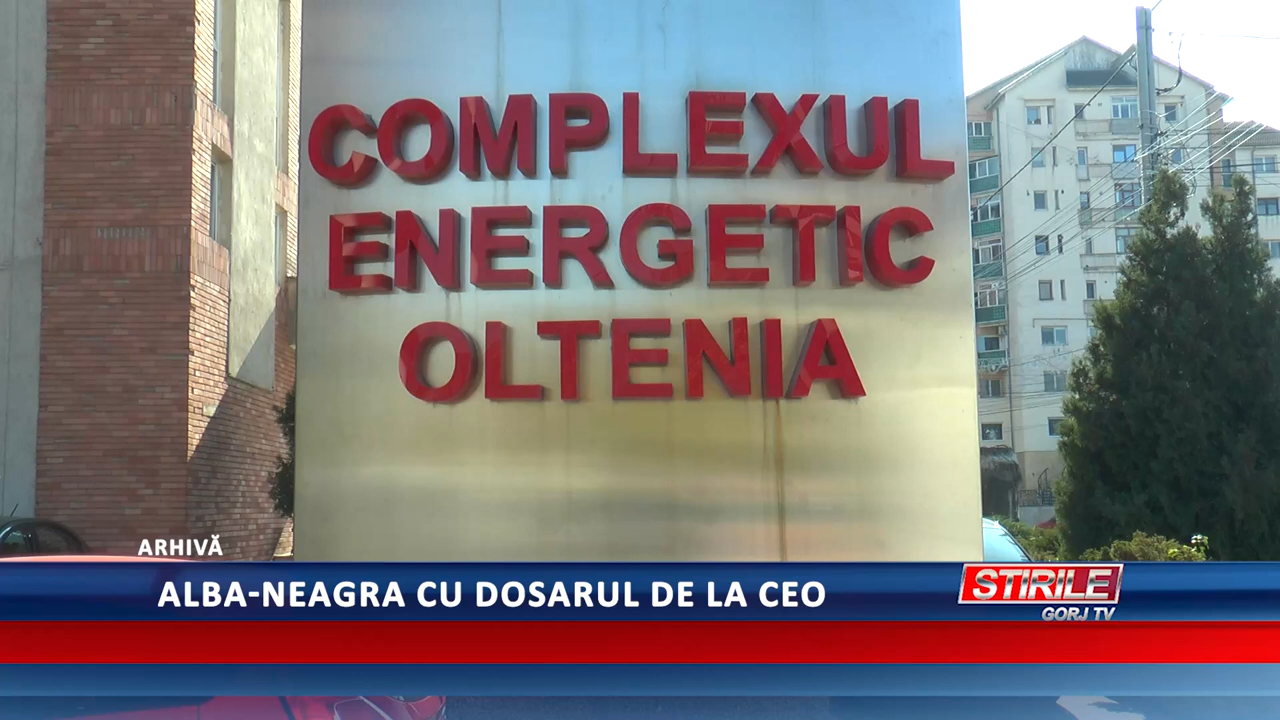 COMPLEXUL
ENERGETIC
OLTENIA
ARHIVĂ
ALBA-NEAGRA CU DOSARUL DE LA CEO
STIRILE
GORJ TV